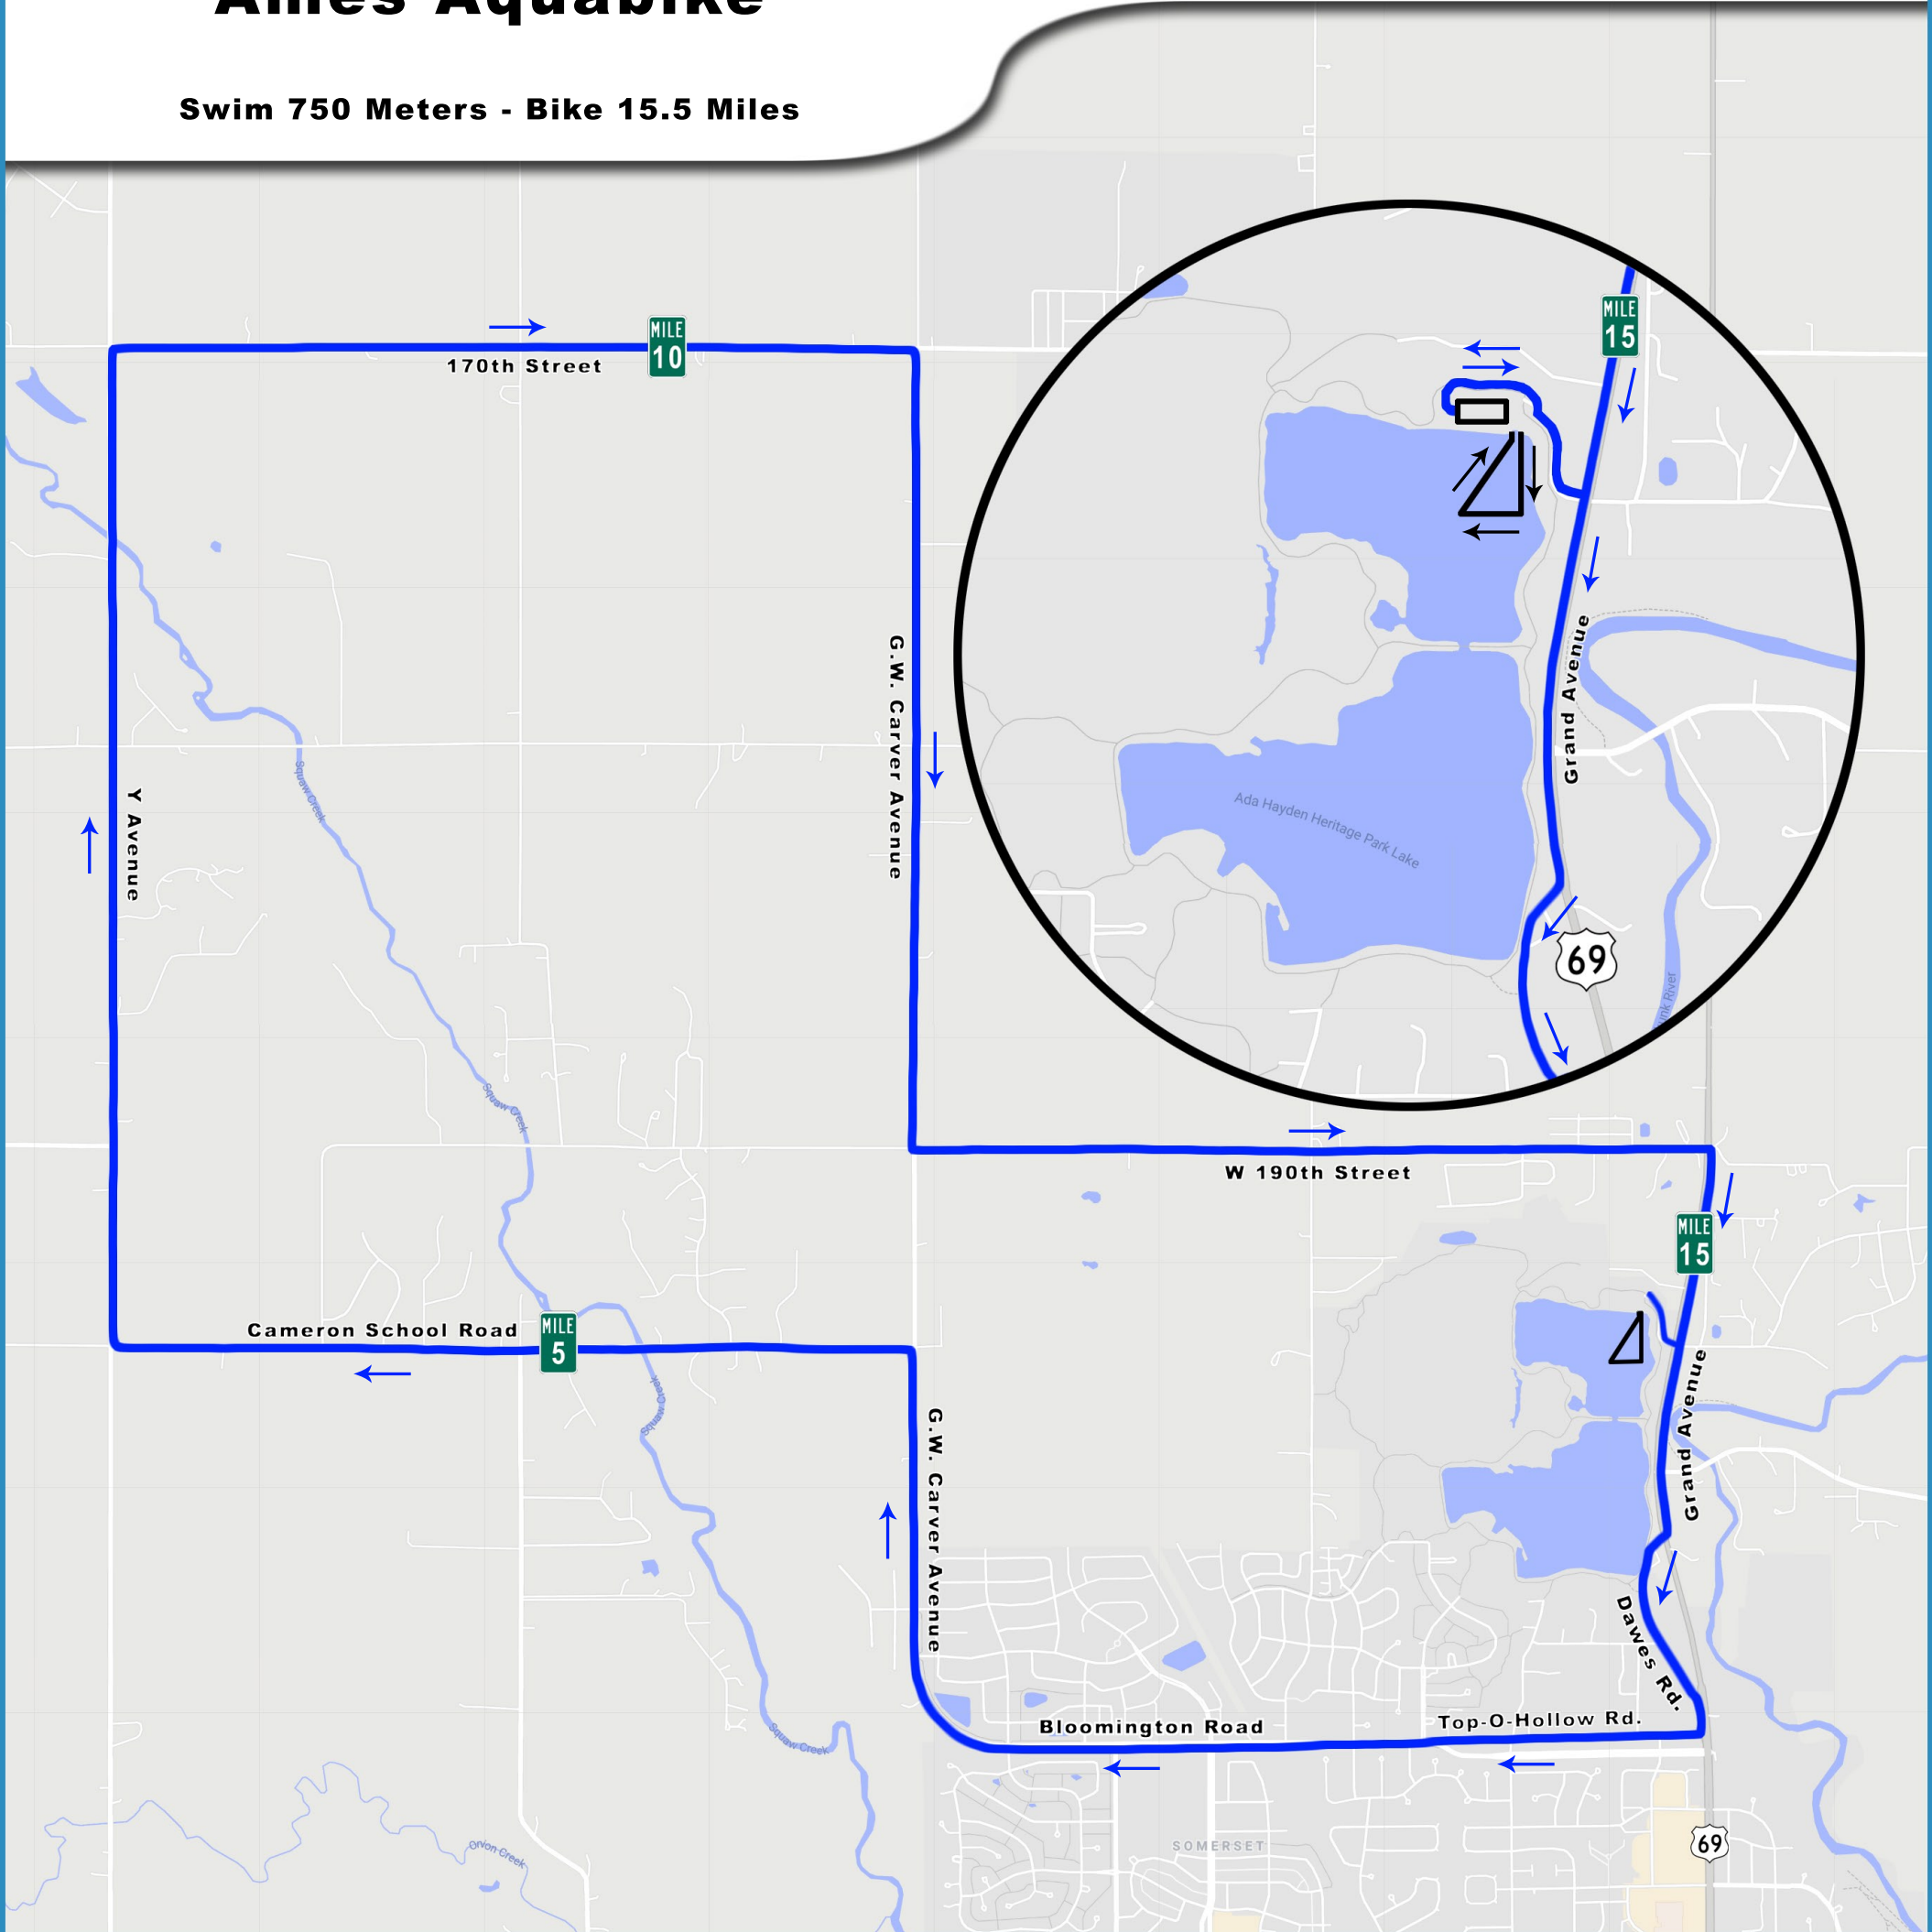 Ames Aquabike
Swim 750 Meters - Bike 15.5 Miles
MILE
10
170th Street
MILE
15
G.W. Carver Avenue
Grand Avenue
Y Avenue
Squaw Creek
Ada Hayden Heritage Park Lake
69
unk River
Squaw Creek
W 190th Street
MILE
15
Cameron School Road
MILE
5
Squaw Creek
Grand Avenue
G.W. Carver Avenue
Dawes Rd.
Top-O-Hollow Rd.
Bloomington Road
Squaw Creek
SOMERSET
69
Onion Creek